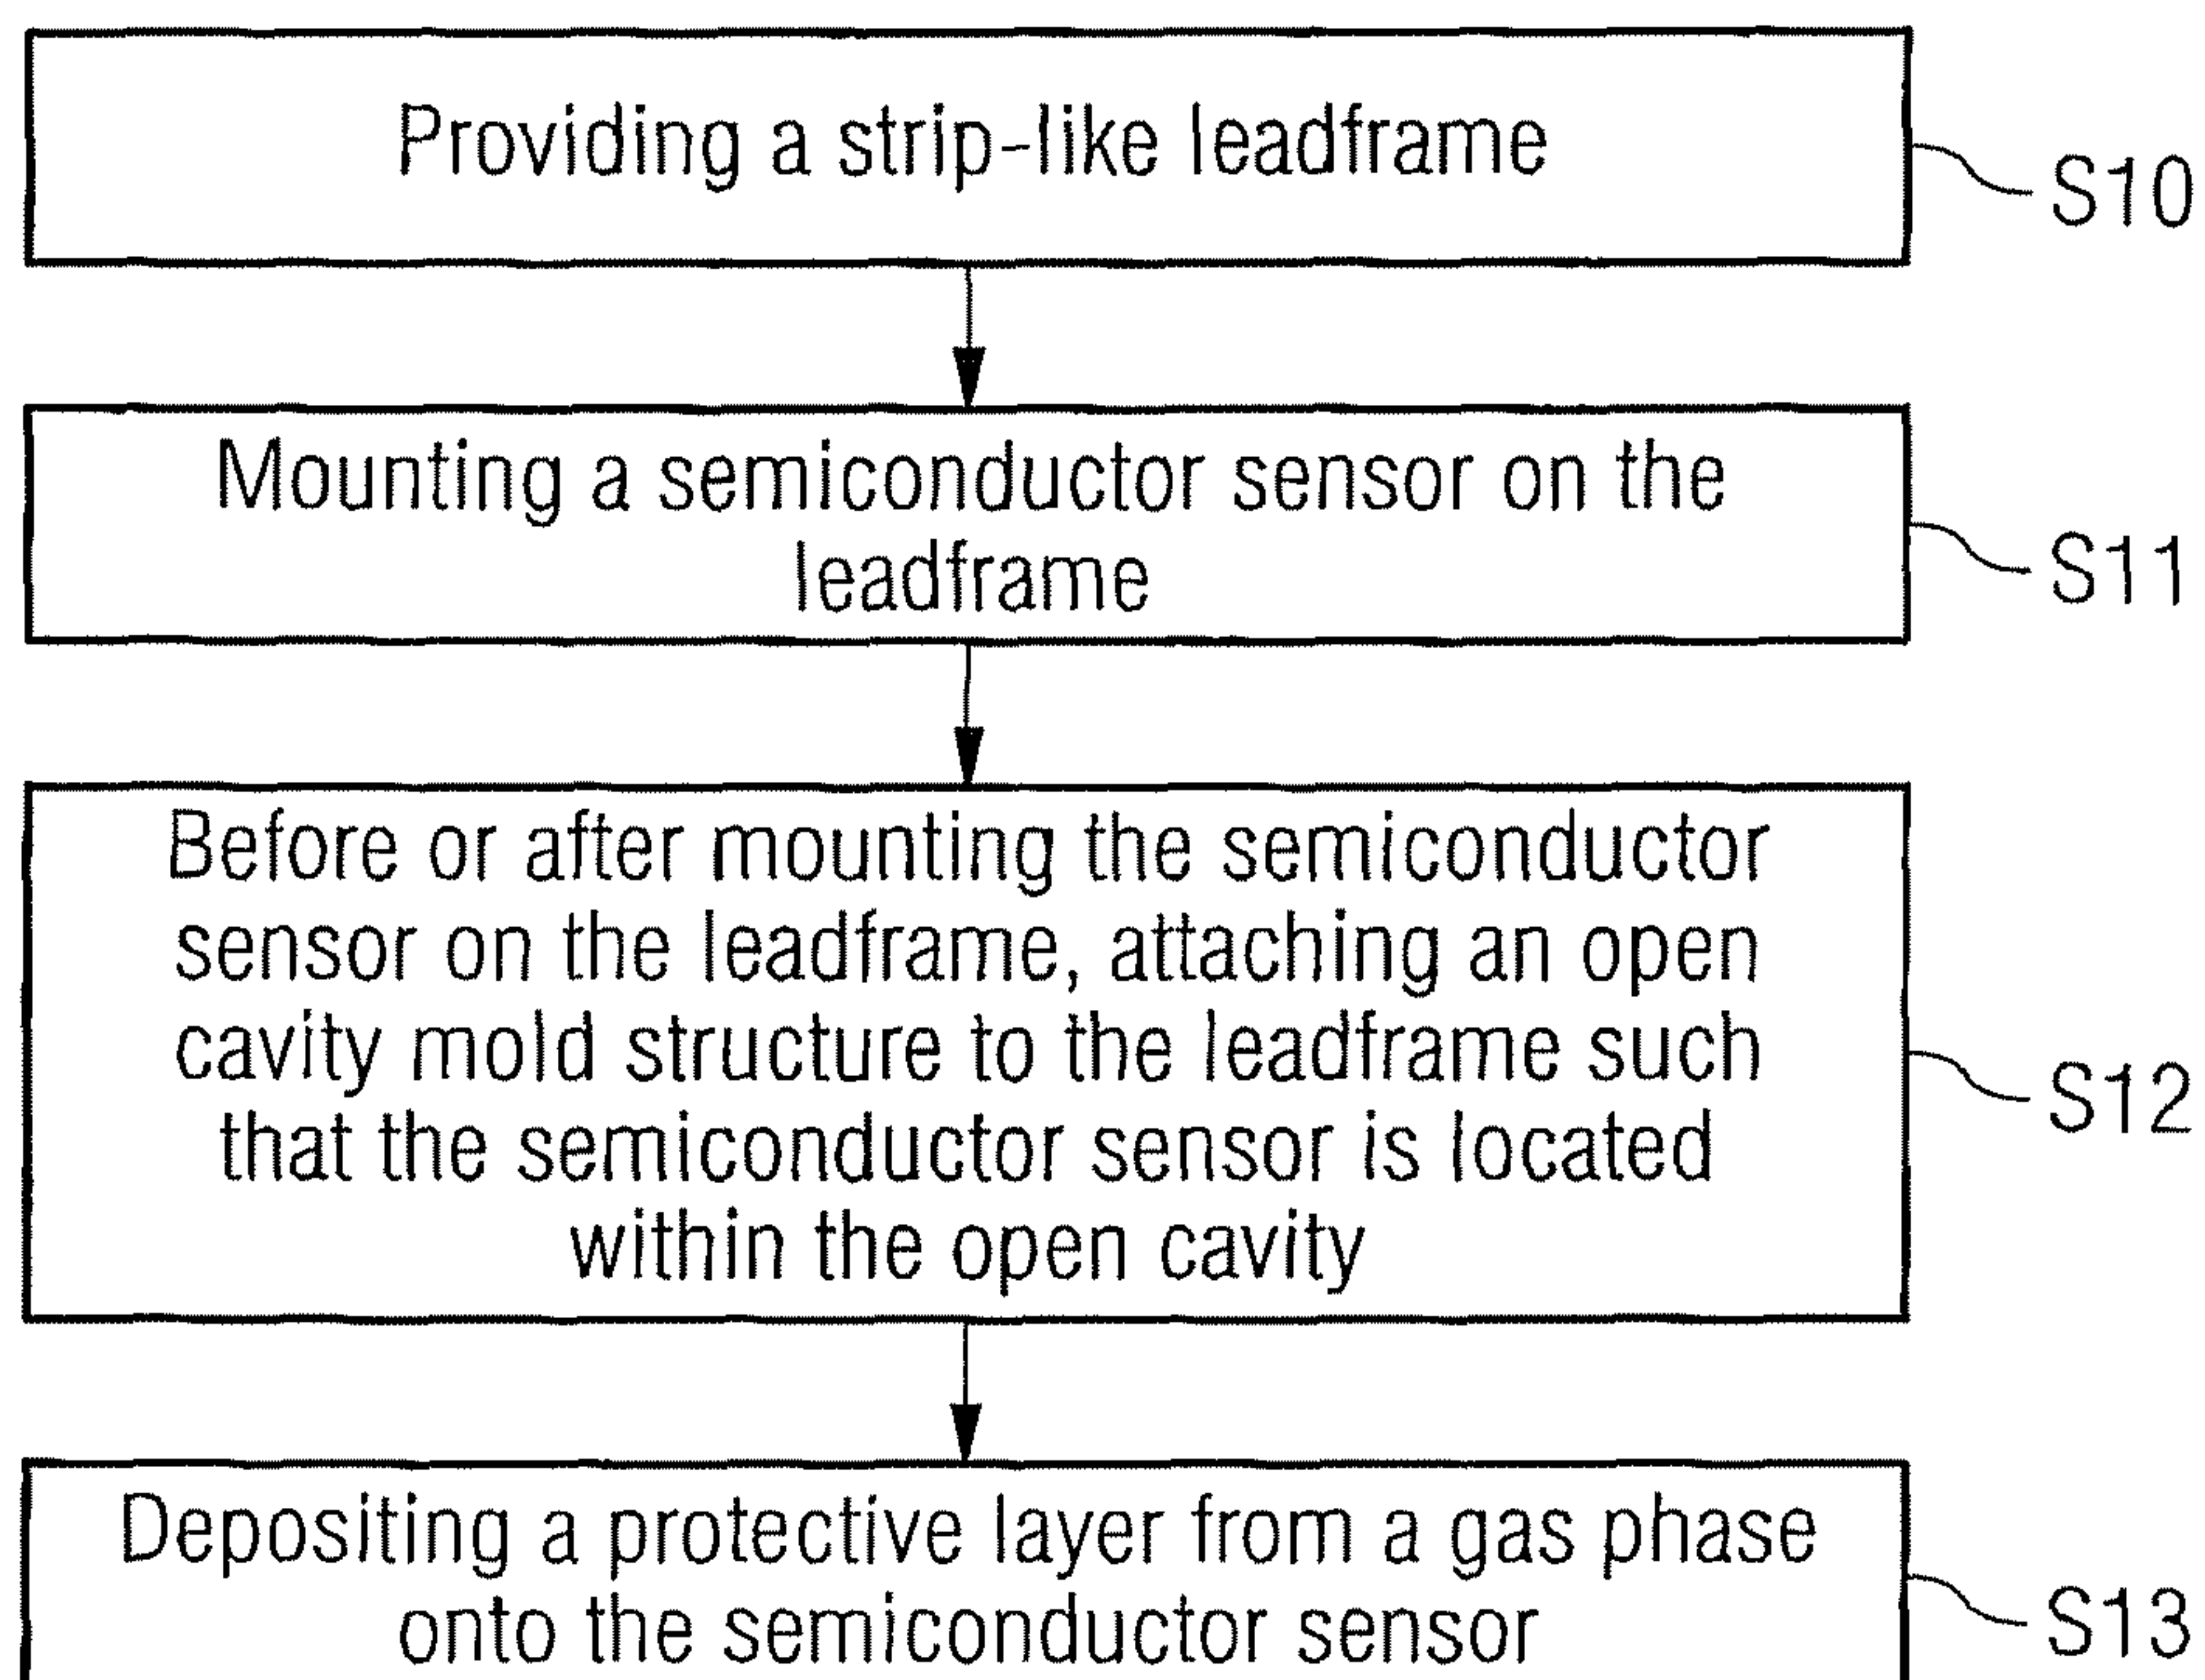 Providing a strip-like leadframe
S10
Mounting a semiconductor sensor on the
leadframe
S11
Before or after mounting the semiconductor
sensor on the leadframe, attaching an open
cavity mold structure to the leadframe such
that the semiconductor sensor is located
within the open cavity
S12
Depositing a protective layer from a gas phase
onto the semiconductor sensor
S13